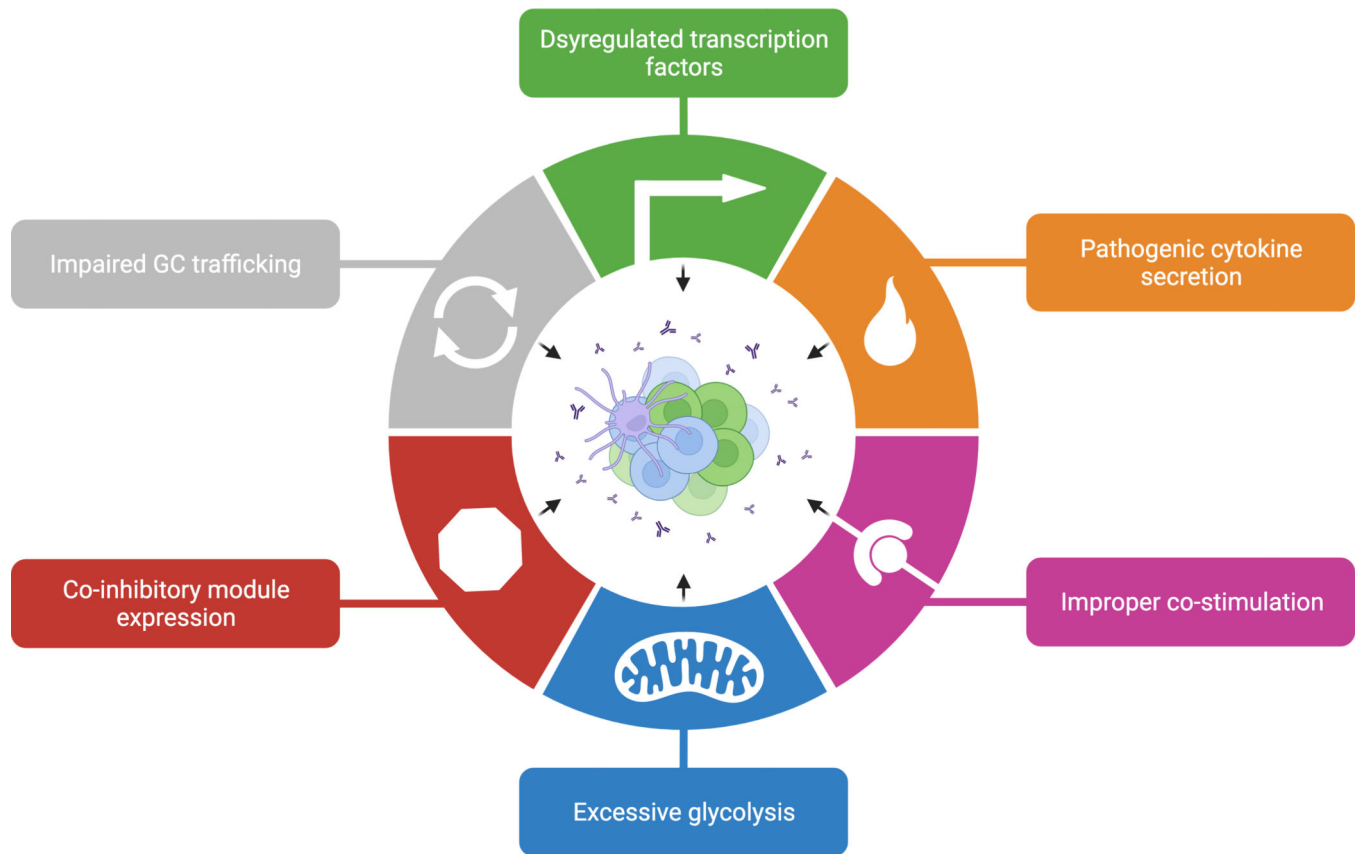 Dsyregulated transcription
factors
Impaired GC trafficking
Pathogenic cytokine
secretion
Co-inhibitory module
expression
Improper co-stimulation
Excessive glycolysis